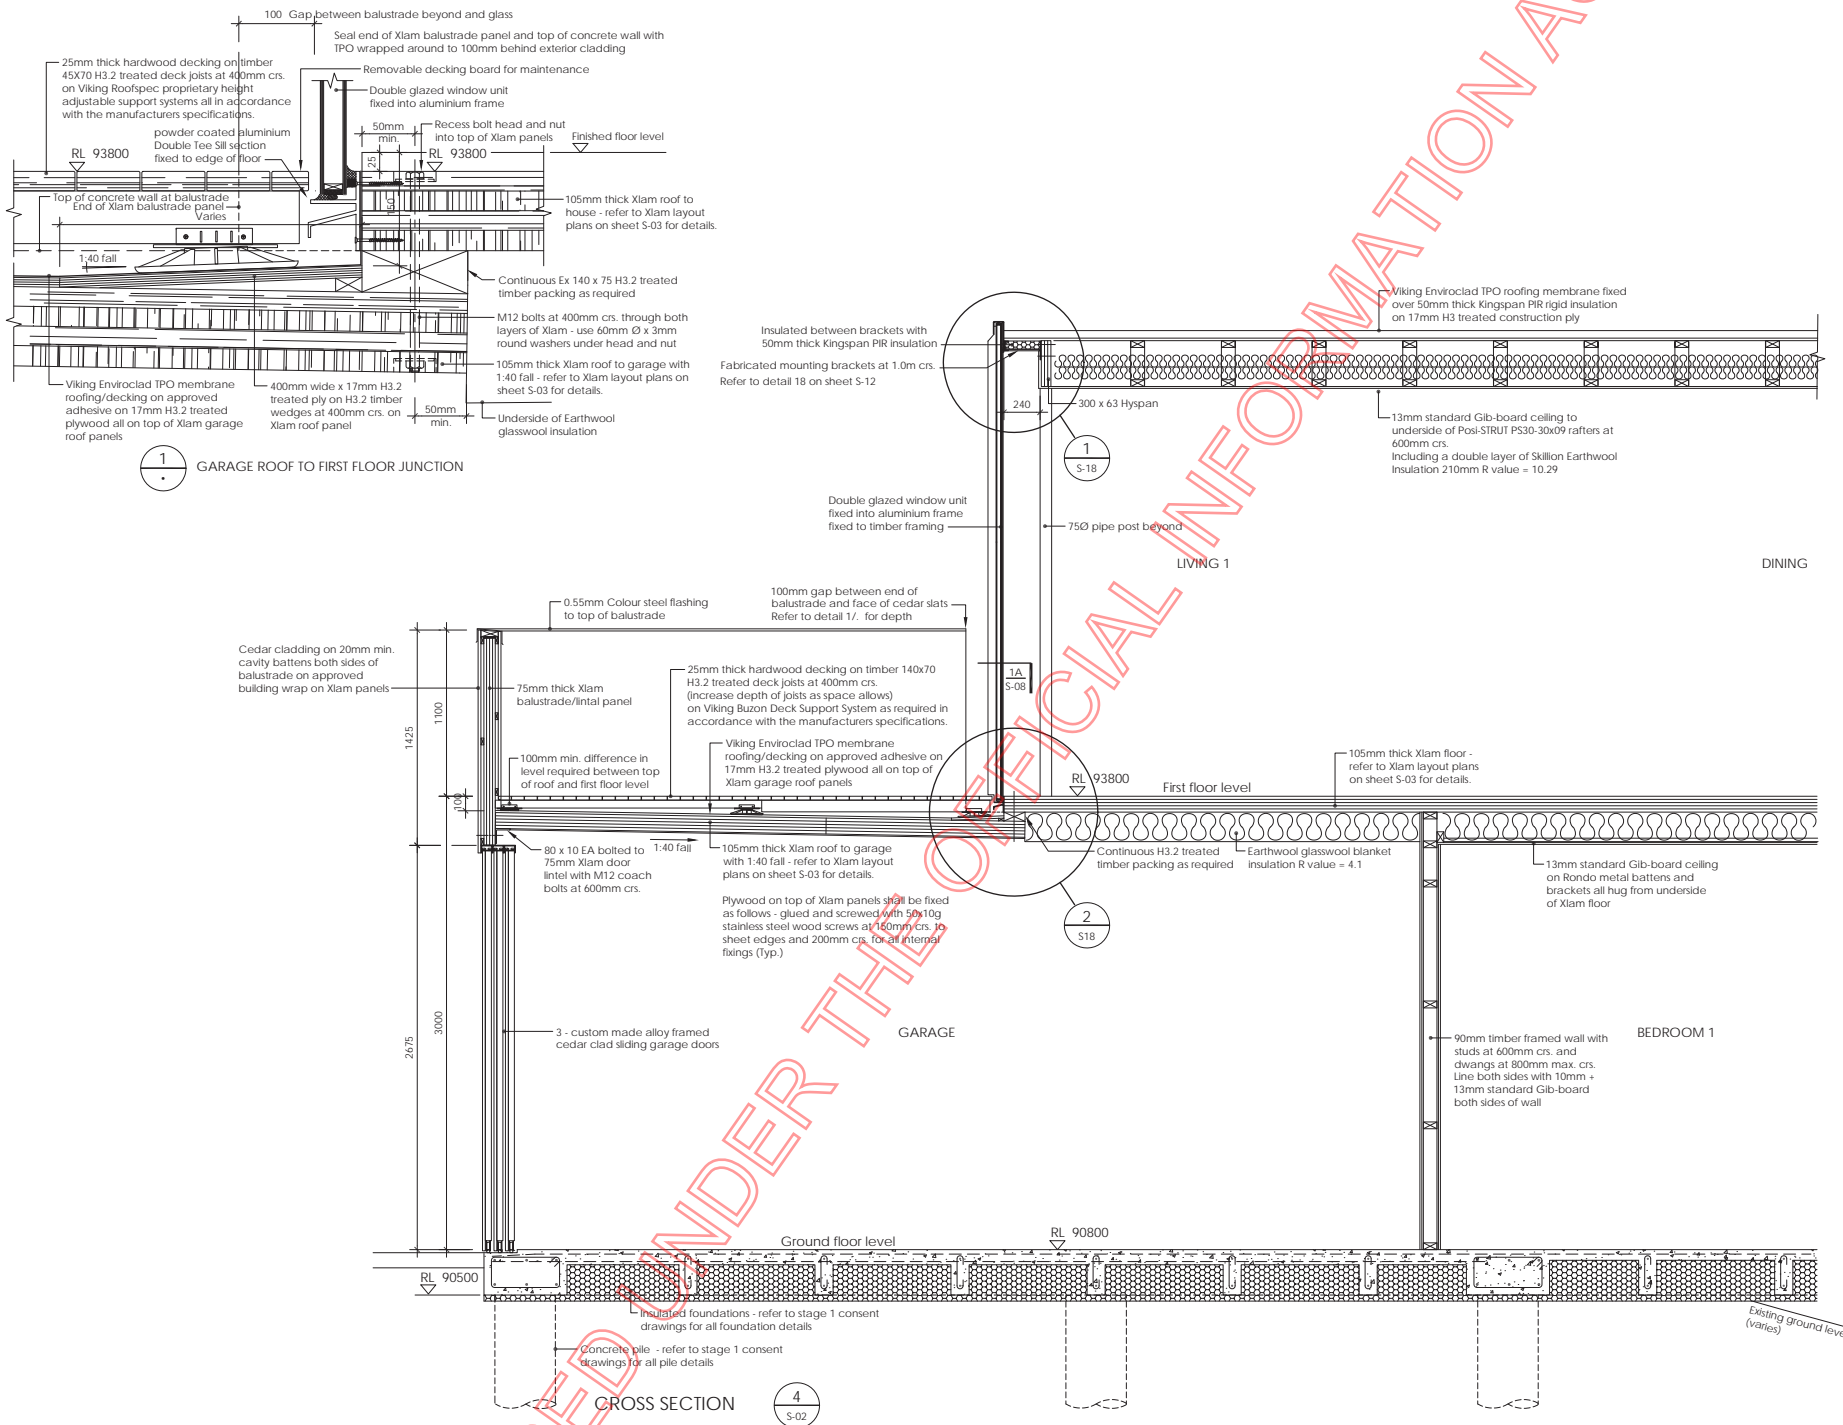 100 Gap between balustrade beyond and glass
Seal end of Xlam balustrade panel and top of concrete wall with
TPO wrapped around to 100mm behind exterior cladding
25mm thick hardwood decking on timber
45X70 H3.2 treated deck joists at 400mm crs.
on Viking Roofspec proprietary height
adjustable support systems all in accordance
with the manufacturers specifications.
Removable decking board for maintenance
Double glazed window unit
fixed into aluminium frame
powder coated aluminium
Double Tee Sill section
fixed to edge of floor
50mm
min.
Recess bolt head and nut
into top of Xlam panels
Finished floor level
RL 93800
25
RL 93800
150
Top of concrete wall at balustrade
End of Xlam balustrade panel
Varies
105mm thick Xlam roof to
house - refer to Xlam layout
plans on sheet S-03 for details.
1:40 fall
Continuous Ex 140 x 75 H3.2 treated
timber packing as required
M12 bolts at 400mm crs. through both
layers of Xlam - use 60mm Ø x 3mm
round washers under head and nut
105mm thick Xlam roof to garage with
1:40 fall - refer to Xlam layout plans on
sheet S-03 for details.
Viking Enviroclad TPO membrane
roofing/decking on approved
adhesive on 17mm H3.2 treated
plywood all on top of Xlam garage
roof panels
400mm wide x 17mm H3.2
treated ply on H3.2 timber
wedges at 400mm crs. on
Xlam roof panel
50mm
min.
Underside of Earthwool
glasswool insulation
1
.
GARAGE ROOF TO FIRST FLOOR JUNCTION
Viking Enviroclad TPO roofing membrane fixed
over 50mm thick Kingspan PIR rigid insulation
on 17mm H3 treated construction ply
Insulated between brackets with
50mm thick Kingspan PIR insulation
Fabricated mounting brackets at 1.0m crs.
Refer to detail 18 on sheet S-12
240
300 x 63 Hyspan
1
S-18
13mm standard Gib-board ceiling to
underside of Posi-STRUT PS30-30x09 rafters at
600mm crs.
Including a double layer of Skillion Earthwool
Insulation 210mm R value = 10.29
Double glazed window unit
fixed into aluminium frame
fixed to timber framing
75Ø pipe post beyond
LIVING 1
DINING
0.55mm Colour steel flashing
to top of balustrade
100mm gap between end of
balustrade and face of cedar slats
Refer to detail 1/. for depth
Cedar cladding on 20mm min.
cavity battens both sides of
balustrade on approved
building wrap on Xlam panels
75mm thick Xlam
balustrade/lintal panel
25mm thick hardwood decking on timber 140x70
H3.2 treated deck joists at 400mm crs.
(increase depth of joists as space allows)
on Viking Buzon Deck Support System as required in
accordance with the manufacturers specifications.
1A
S-08
1425
1100
100mm min. difference in
level required between top
of roof and first floor level
Viking Enviroclad TPO membrane
roofing/decking on approved adhesive on
17mm H3.2 treated plywood all on top of
Xlam garage roof panels
105mm thick Xlam floor -
refer to Xlam layout plans
on sheet S-03 for details.
RL 93800
First floor level
100
80 x 10 EA bolted to
75mm Xlam door
lintel with M12 coach
bolts at 600mm crs.
1:40 fall
105mm thick Xlam roof to garage
with 1:40 fall - refer to Xlam layout
plans on sheet S-03 for details.
Continuous H3.2 treated
timber packing as required
Earthwool glasswool blanket
insulation R value = 4.1
13mm standard Gib-board ceiling
on Rondo metal battens and
brackets all hug from underside
of Xlam floor
Plywood on top of Xlam panels shall be fixed
as follows - glued and screwed with 50x10g
stainless steel wood screws at 150mm crs. to
sheet edges and 200mm crs. for all internal
fixings (Typ.)
2
S18
2675
3000
3 - custom made alloy framed
cedar clad sliding garage doors
GARAGE
90mm timber framed wall with
studs at 600mm crs. and
dwangs at 800mm max. crs.
Line both sides with 10mm +
13mm standard Gib-board
both sides of wall
BEDROOM 1
Ground floor level
RL 90800
RL 90500
Insulated foundations - refer to stage 1 consent
drawings for all foundation details
Concrete pile - refer to stage 1 consent
drawings for all pile details
Existing ground
(varies)
CROSS SECTION
4
S-02
UNDER THE OFFICIAL INFORMATION